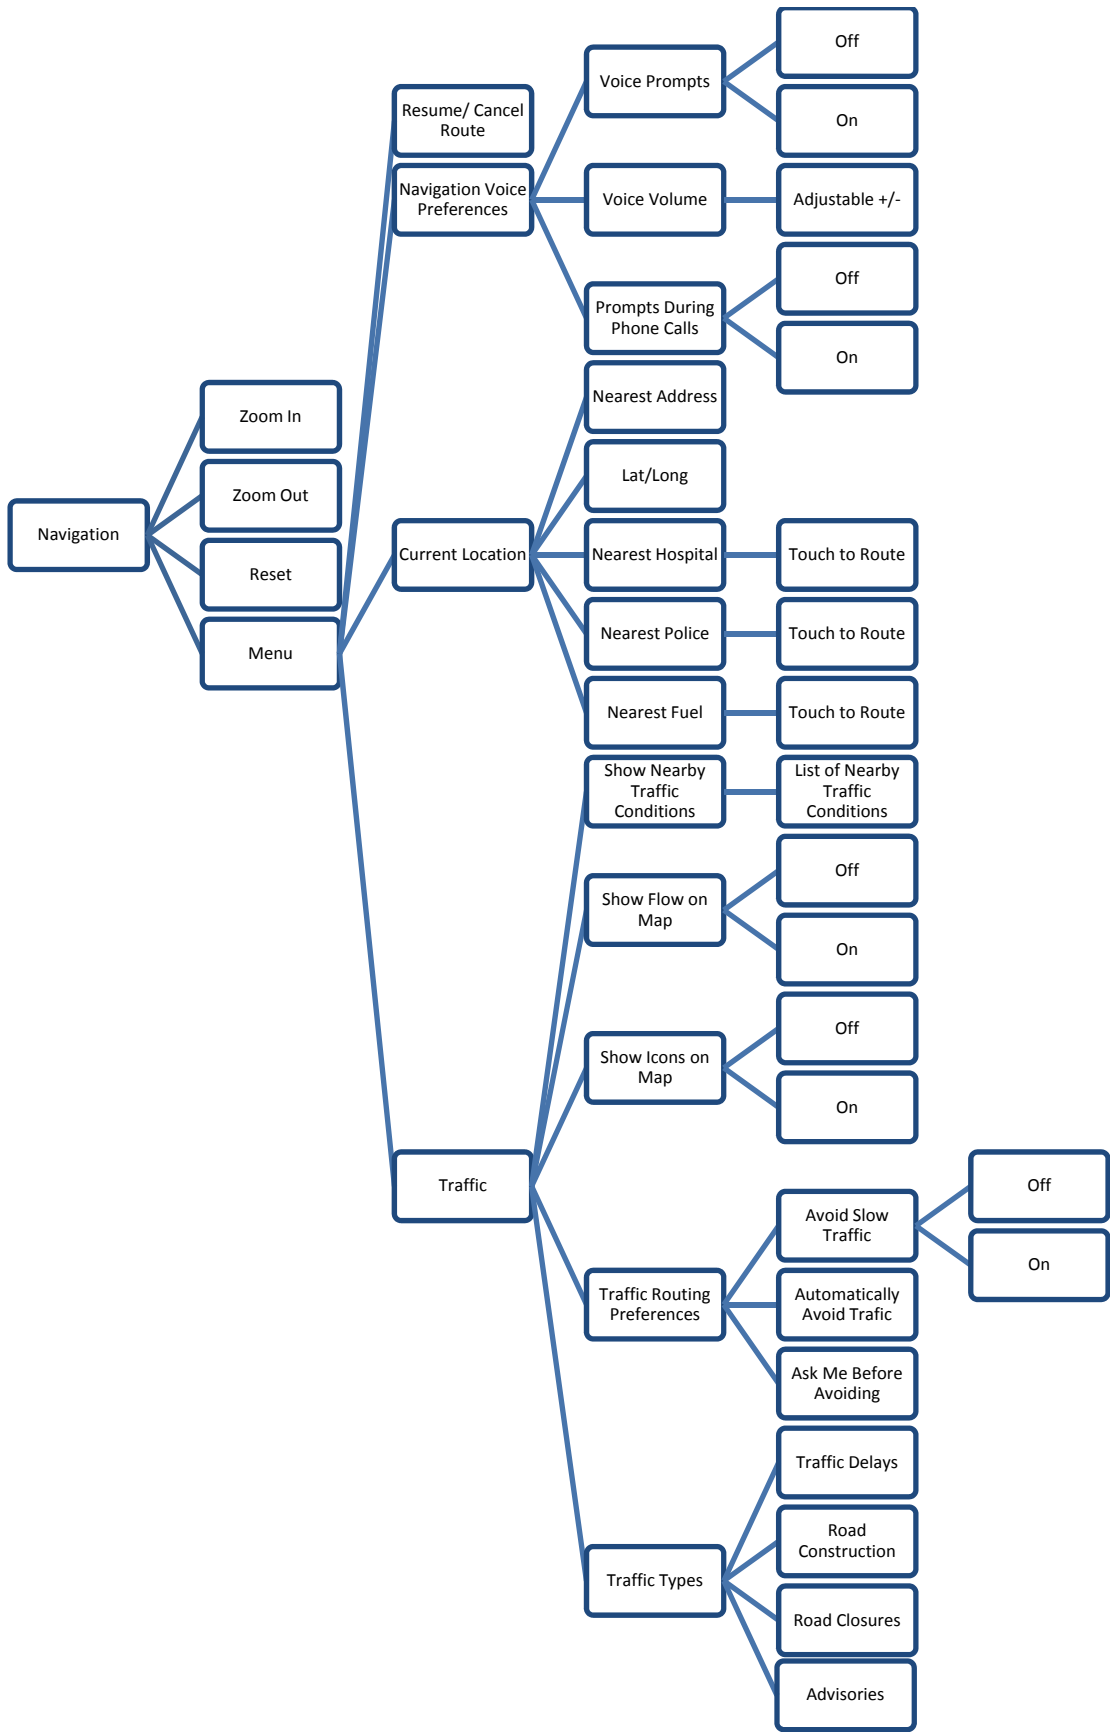 Off
Voice Prompts
On
Resume/ Cancel
Route
Navigation Voice
Preferences
Voice Volume
Adjustable +/-
Off
Prompts During
Phone Calls
On
Nearest Address
Zoom In
Lat/Long
Zoom Out
Navigation
Current Location
Nearest Hospital
Touch to Route
Reset
Nearest Police
Touch to Route
Menu
Nearest Fuel
Touch to Route
Show Nearby
Traffic
Conditions
List of Nearby
Traffic
Conditions
Off
Show Flow on
Map
On
Off
Show Icons on
Map
On
Traffic
Off
Avoid Slow
Traffic
On
Traffic Routing
Preferences
Automatically
Avoid Trafic
Ask Me Before
Avoiding
Traffic Delays
Road
Construction
Traffic Types
Road Closures
Advisories